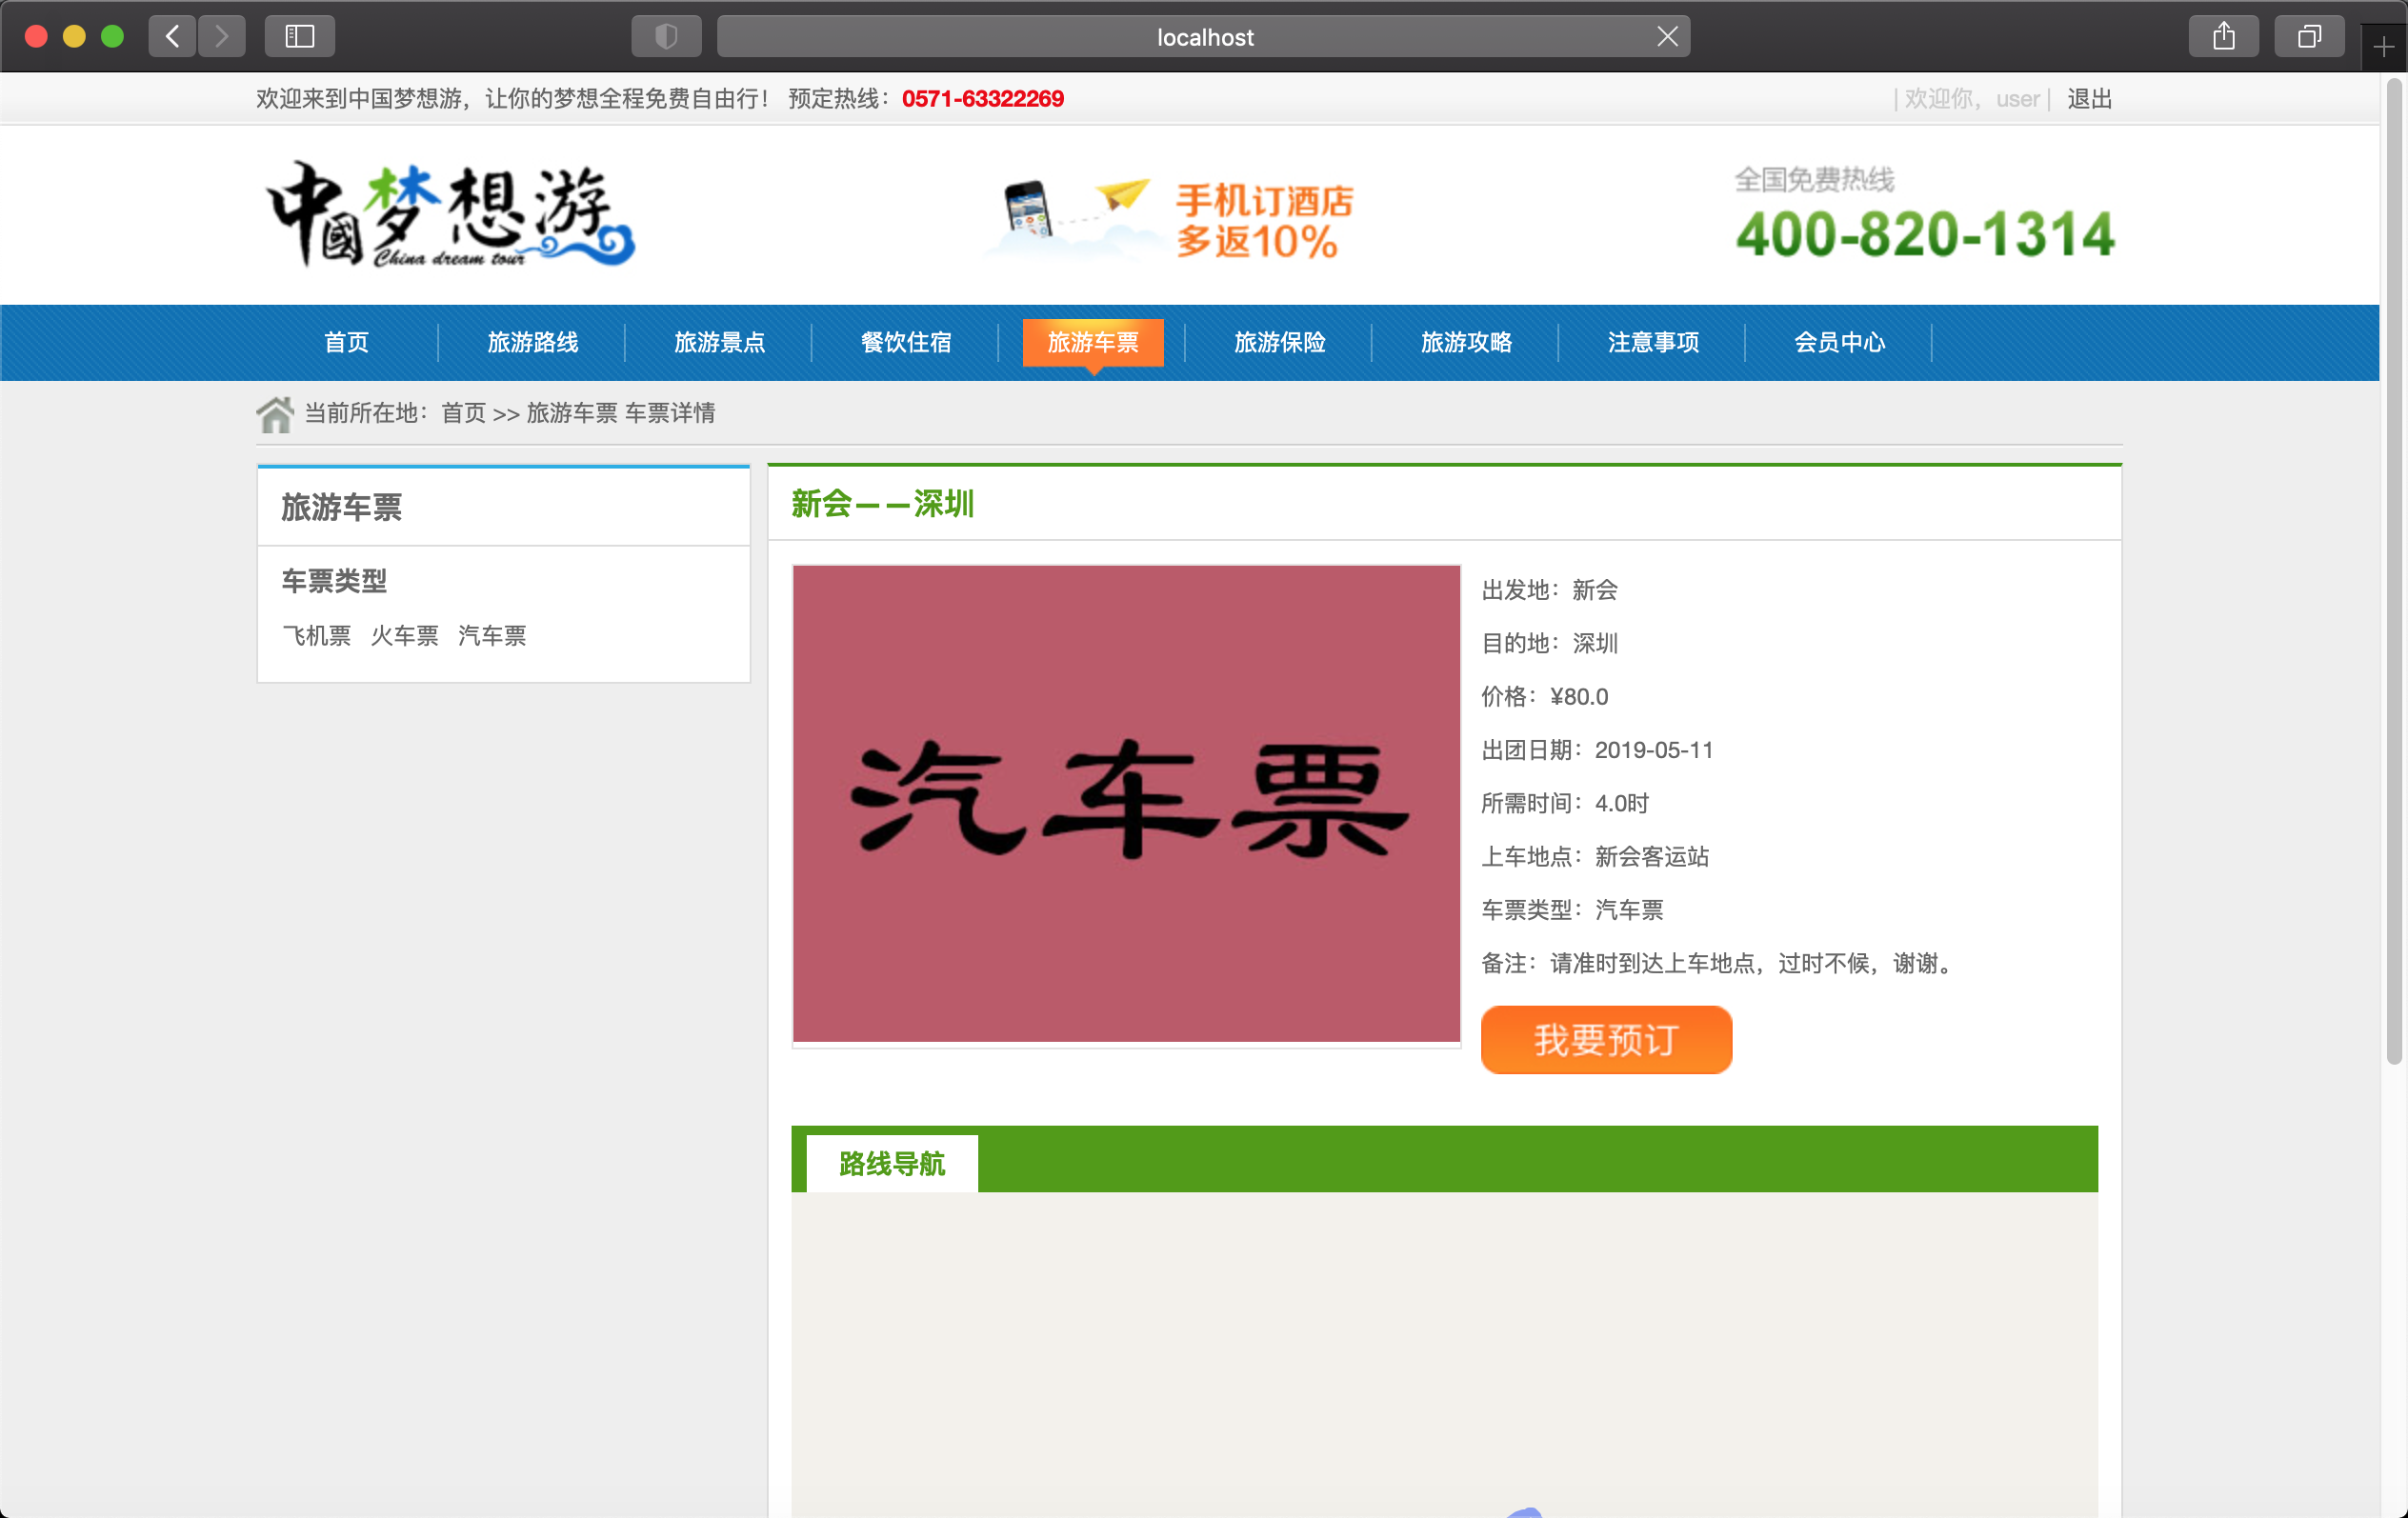 localhost
欢迎来到中国梦想游，让你的梦想全程免费自由行！ 预定热线：0571-63322269
| 欢迎你，user | 退出
中國梦想游
China dream tour
手机订酒店
多返10%
全国免费热线
400-820-1314
首页 旅游路线 旅游景点 餐饮住宿 旅游车票 旅游保险 旅游攻略 注意事项 会员中心
当前所在地：首页 >> 旅游车票 车票详情
旅游车票
车票类型
飞机票 火车票 汽车票
新会——深圳
汽车票
出发地：新会
目的地：深圳
价格：¥80.0
出团日期：2019-05-11
所需时间：4.0时
上车地点：新会客运站
车票类型：汽车票
备注：请准时到达上车地点，过时不候，谢谢。
我要预订
路线导航